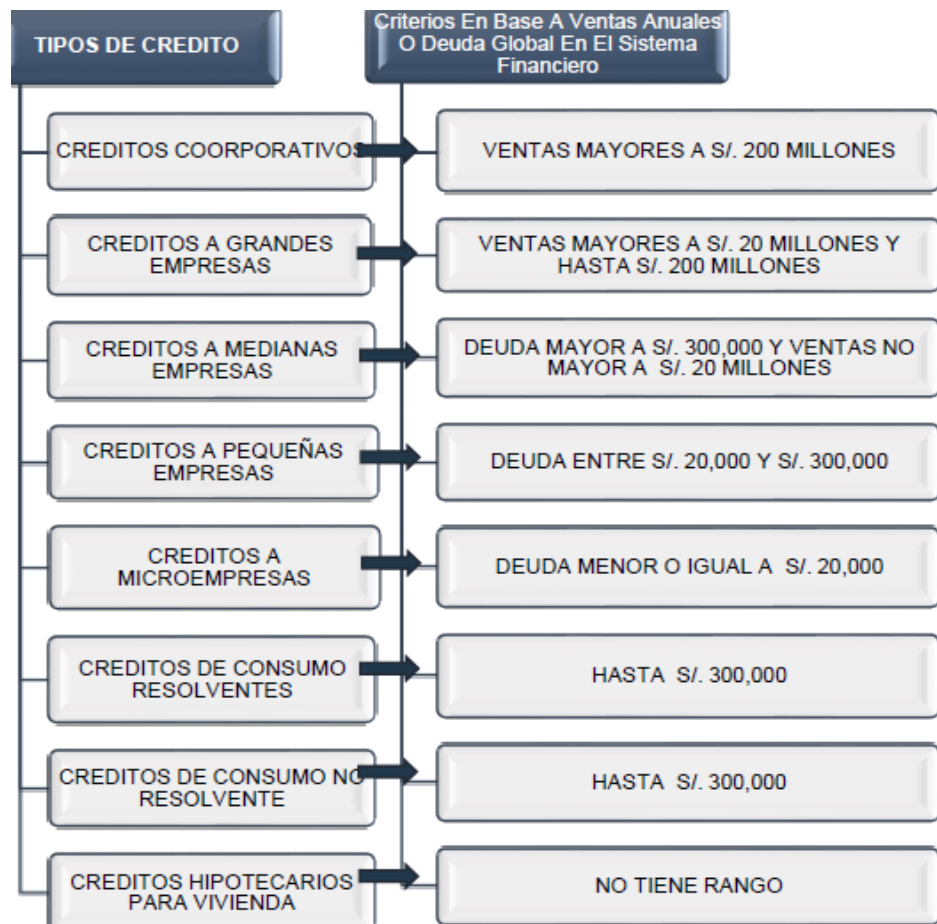 TIPOS DE CREDITO
Criterios En Base A Ventas Anuales
O Deuda Global En El Sistema
Financiero
CREDITOS COORPORATIVOS
VENTAS MAYORES A S/. 200 MILLONES
CREDITOS A GRANDES
EMPRESAS
VENTAS MAYORES A S/. 20 MILLONES Y
HASTA S/. 200 MILLONES
CREDITOS A MEDIANAS
EMPRESAS
DEUDA MAYOR A S/. 300,000 Y VENTAS NO
MAYOR A S/. 20 MILLONES
CREDITOS A PEQUEÑAS
EMPRESAS
DEUDA ENTRE S/. 20,000 Y S/. 300,000
CREDITOS A
MICROEMPRESAS
DEUDA MENOR O IGUAL A S/. 20,000
CREDITOS DE CONSUMO
RESOLVENTES
HASTA S/. 300,000
CREDITOS DE CONSUMO NO
RESOLVENTE
HASTA S/. 300,000
CREDITOS HIPOTECARIOS
PARA VIVIENDA
NO TIENE RANGO